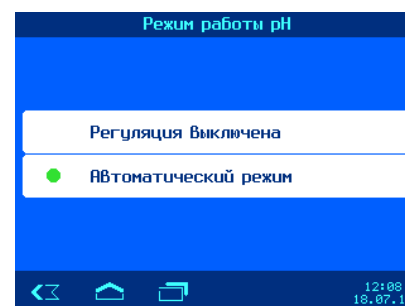 Режим работы pH
Регуляция Выключена
Автоматический режим
12:08
18.07.1